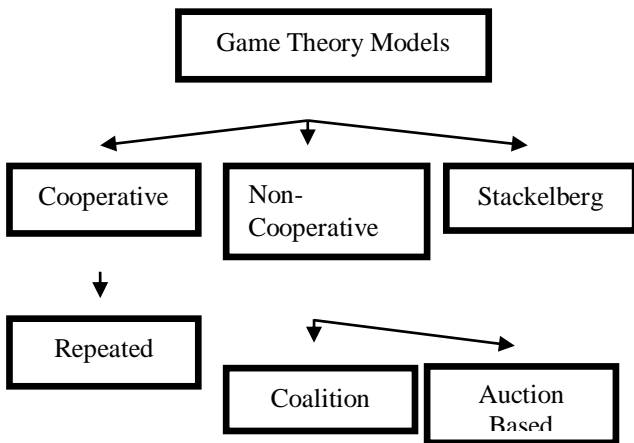 Game Theory Models
Cooperative
Non-
Cooperative
Stackelberg
Repeated
Coalition
Auction
Based